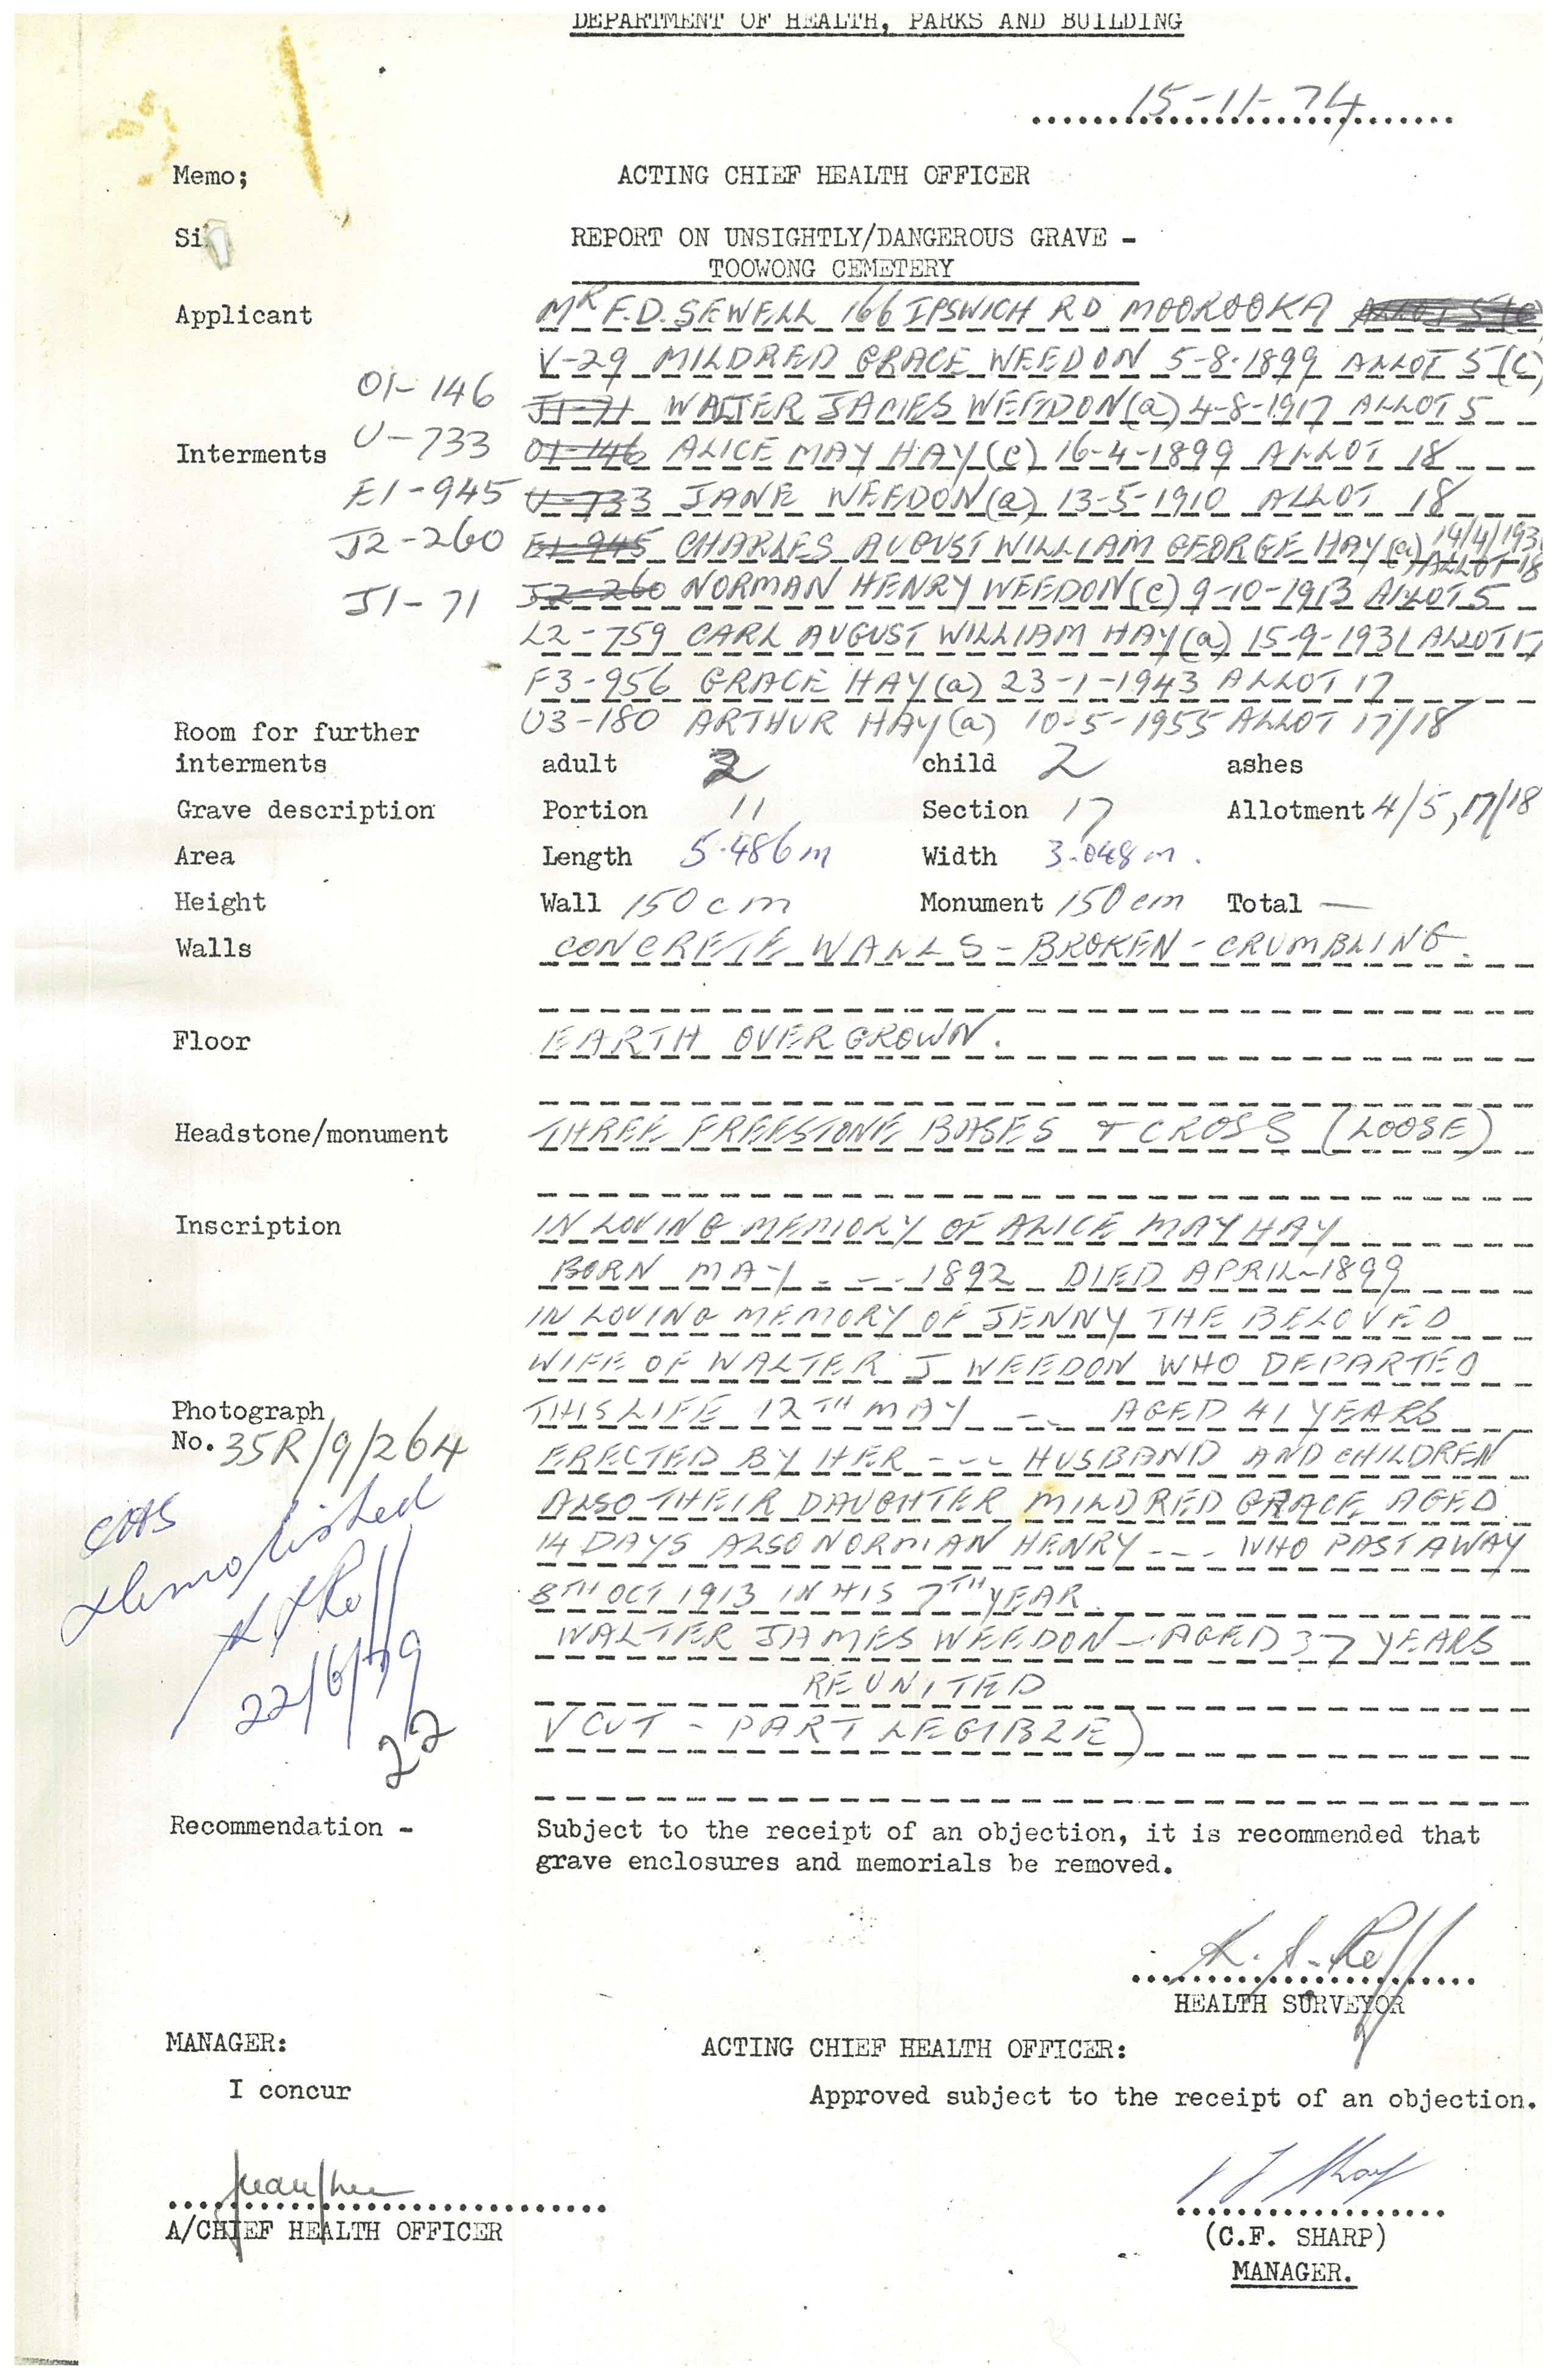 DEPARTMENT OF HEALTH, PARKS AND BUILDING
15-11-74
Memo; ACTING CHIEF HEALTH OFFICER
Si
REPORT ON UNSIGHTLY/DANGEROUS GRAVE -
TOOWONG CEMETERY
Applicant MR F.D. SEWELL 166 IPSWICH RD MOOROOKA
V-29 MILDRED GRACE WEEDON 5-8-1899 ALLOT 5 (C)
01-146 J1-71 WALTER JAMES WEEDON (a) 4-8-1917 ALLOT 5
Interments U-733 01-146 ALICE MAY HAY (c) 16-4-1899 ALLOT 18
E1-945 U-733 JANE WEEDON (a) 13-5-1910 ALLOT 18
J2-260 E1-945 CHARLES AUGUST WILLIAM GEORGE HAY (a) 19/4/193 ALLOT 18
J1-71 J2-260 NORMAN HENRY WEEDON (c) 9-10-1913 ALLOT 5
L2-759 CARL AUGUST WILLIAM HAY (a) 15-9-1931 ALLOT 17
F3-956 GRACE HAY (a) 23-1-1943 ALLOT 17
U3-180 ARTHUR HAY (a) 10-5-1955 ALLOT 17/18
Room for further
interments adult 2 child 2 ashes
Grave description Portion 11 Section 17 Allotment 4/5, 17/18
Area Length 5.486m Width 3.048m.
Height Wall 150cm Monument 150cm Total —
Walls CONCRETE WALLS - BROKEN - CRUMBLING.
Floor EARTH OVERGROWN.
Headstone/monument THREE FREESTONE BASES & CROSS (LOOSE)
Inscription IN LOVING MEMORY OF ALICE MAY HAY
BORN MAY - - - 1892 DIED APRIL - 1899
IN LOVING MEMORY OF JENNY THE BELOVED
WIFE OF WALTER J WEEDON WHO DEPARTED
Photograph THIS LIFE 12TH MAY -- AGED 41 YEARS
No. 35R/9/264 ERECTED BY HER --- HUSBAND AND CHILDREN
ALSO THEIR DAUGHTER MILDRED GRACE AGED
14 DAYS ALSO NORMAN HENRY --- WHO PAST AWAY
8TH OCT 1913 IN HIS 7TH YEAR.
WALTER JAMES WEEDON - AGED 37 YEARS
REUNITED
V CUT - PART LEGIBLE)
demolished
22/6/79
22
Recommendation - Subject to the receipt of an objection, it is recommended that
grave enclosures and memorials be removed.
HEALTH SURVEYOR
MANAGER: ACTING CHIEF HEALTH OFFICER:
I concur Approved subject to the receipt of an objection.
A/CHIEF HEALTH OFFICER
(C.F. SHARP)
MANAGER.